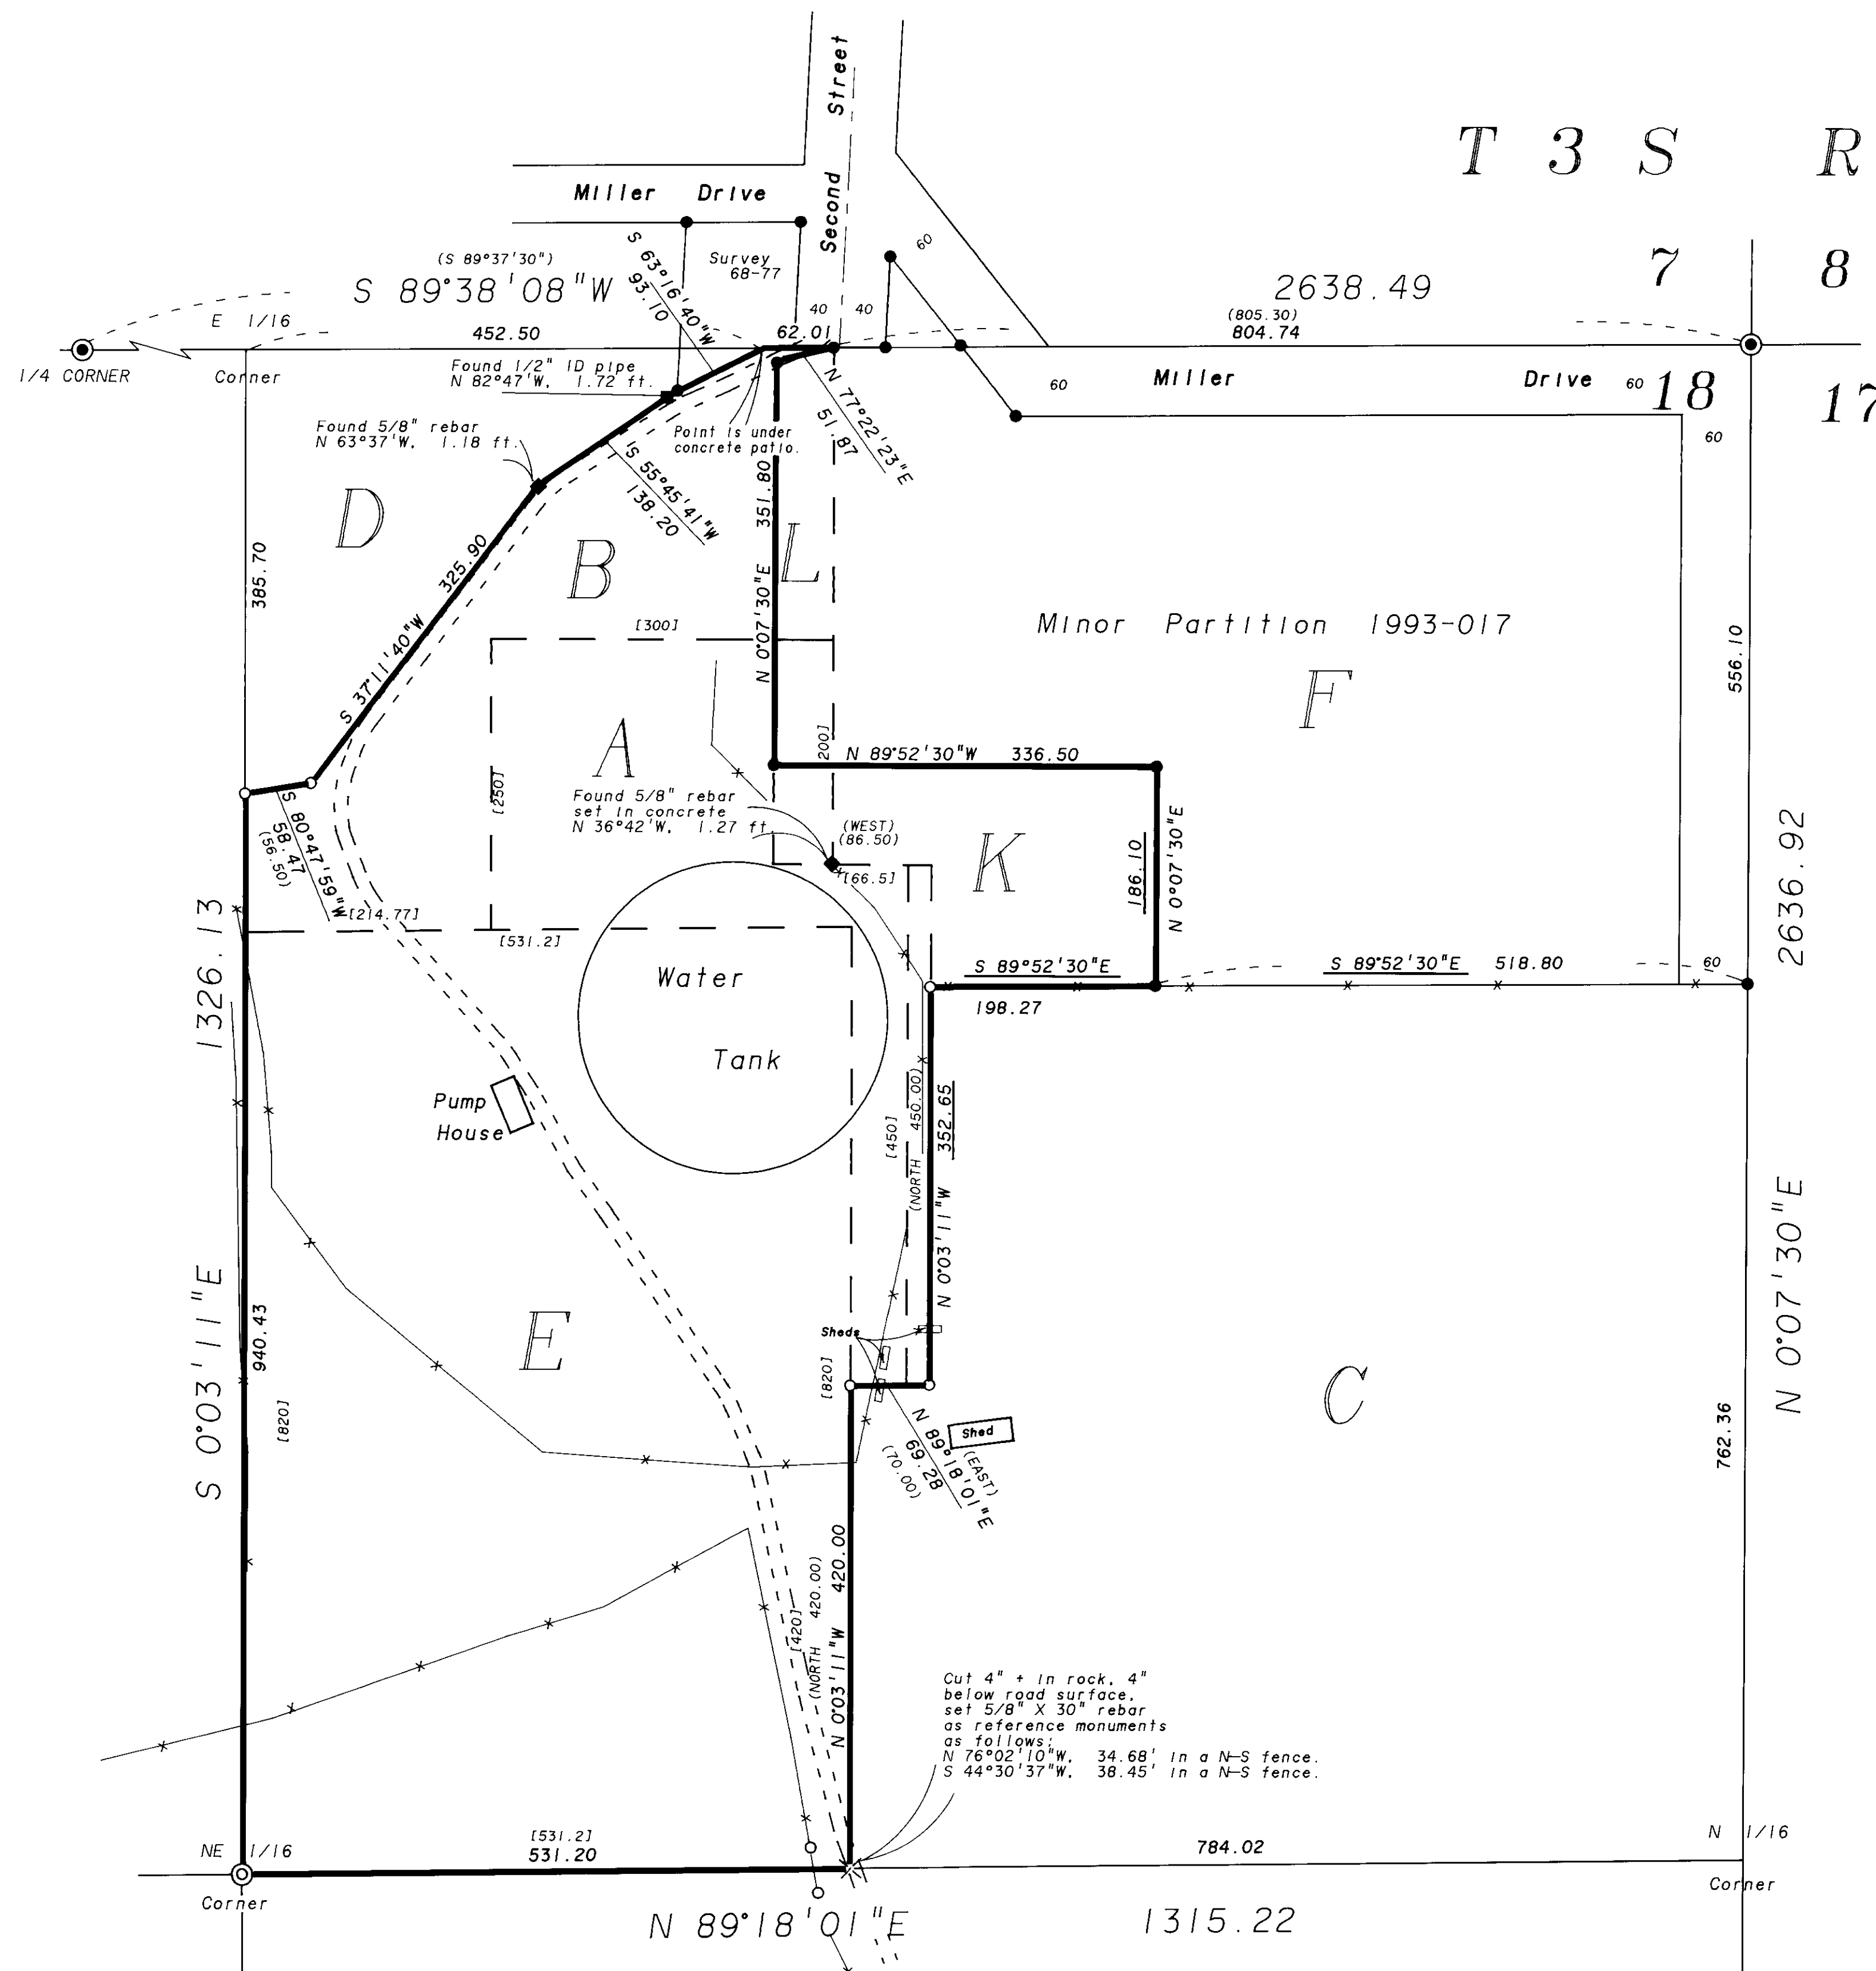 T 3 S R
7 8
18 17
Second Street
Miller Drive
Survey
68-77
60
(S 89°37'30")
S 89°38'08"W
2638.49
S 63°16'40"W
93.10
40 40
(805.30)
804.74
E 1/16
Corner
452.50
62.01
1/4 CORNER
Found 1/2" ID pipe
N 82°47'W, 1.72 ft.
60
Miller Drive
60
60
Found 5/8" rebar
N 63°37'W, 1.18 ft.
Point is under
concrete patio.
N 77°22'23"E
51.87
S 55°45'41"W
138.20
D
B
L
385.70
S 37°11'40"W 325.90
N 0°07'30"E 351.80
[300]
Minor Partition 1993-017
F
556.10
A
[250]
200]
N 89°52'30"W 336.50
Found 5/8" rebar
set in concrete
N 36°42'W, 1.27 ft.
(WEST)
(86.50)
[66.5]
K
186.10
N 0°07'30"E
S 80°47'59"W
58.47
(56.50)
[214.77]
[531.2]
1326.13
S 0°03'11"E
2636.92
N 0°07'30"E
Water
Tank
S 89°52'30"E
198.27
S 89°52'30"E 518.80
60
Pump
House
[450]
(NORTH 450.00)
352.65
N 0°03'11"W
940.43
[820]
E
Sheds
[820]
C
Shed
N 89°18'01"E
69.28
(70.00)
(EAST)
762.36
[420]
(NORTH 420.00)
N 0°03'11"W 420.00
Cut 4" + in rock, 4"
below road surface,
set 5/8" X 30" rebar
as reference monuments
as follows:
N 76°02'10"W, 34.68' in a N-S fence.
S 44°30'37"W, 38.45' in a N-S fence.
NE 1/16
Corner
[531.2]
531.20
784.02
N 1/16
Corner
N 89°18'01"E
1315.22